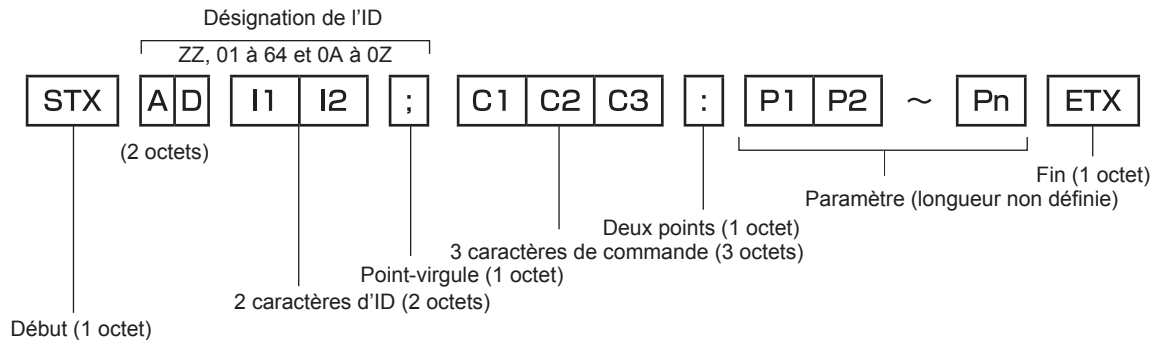 Désignation de l'ID
ZZ, 01 à 64 et 0A à 0Z
STX A D I1 I2 ; C1 C2 C3 : P1 P2 ~ Pn ETX
(2 octets)
Fin (1 octet)
Paramètre (longueur non définie)
Deux points (1 octet)
3 caractères de commande (3 octets)
Point-virgule (1 octet)
2 caractères d'ID (2 octets)
Début (1 octet)